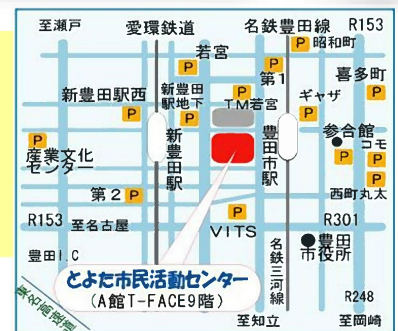 至瀬戸
愛環鉄道
名鉄豊田線
R153
若宮
P
昭和町
P
P
第1
喜多町
P
新豊田駅西
P
新豊田
駅地下
P
P
TM若宮
ギャザ
P
参合館
P
コモ
P
P
産業文化
センター
P
新豊田駅
豊田市駅
西町丸太
P
第2
P
R153
至名古屋
VITS
R301
豊田I.C
名鉄三河線
豊田
市役所
とよた市民活動センター
(A館T-FACE9階)
東名高速道
R248
至知立
至岡崎